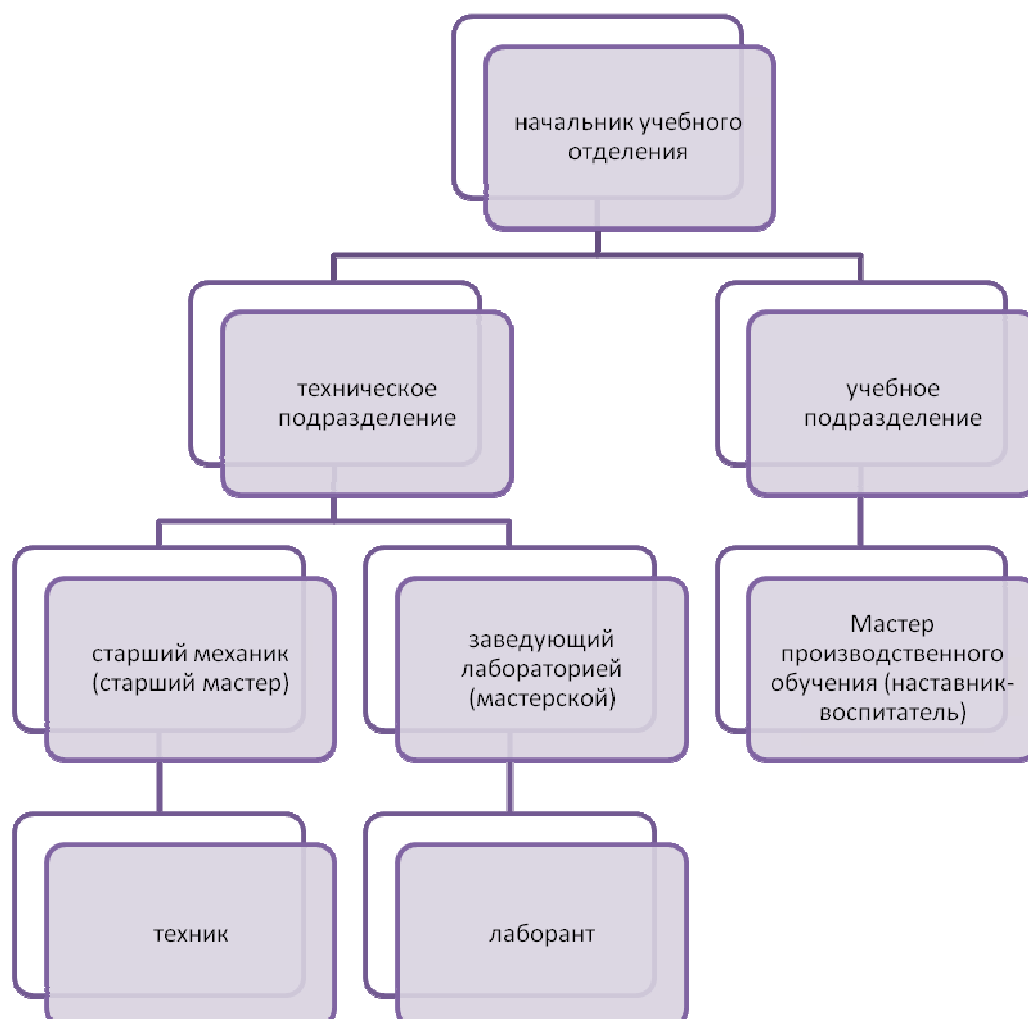 начальник учебного
отделения
техническое
подразделение
учебное
подразделение
старший механик
(старший мастер)
заведующий
лабораторией
(мастерской)
Мастер
производственного
обучения (наставник-
воспитатель)
техник
лаборант